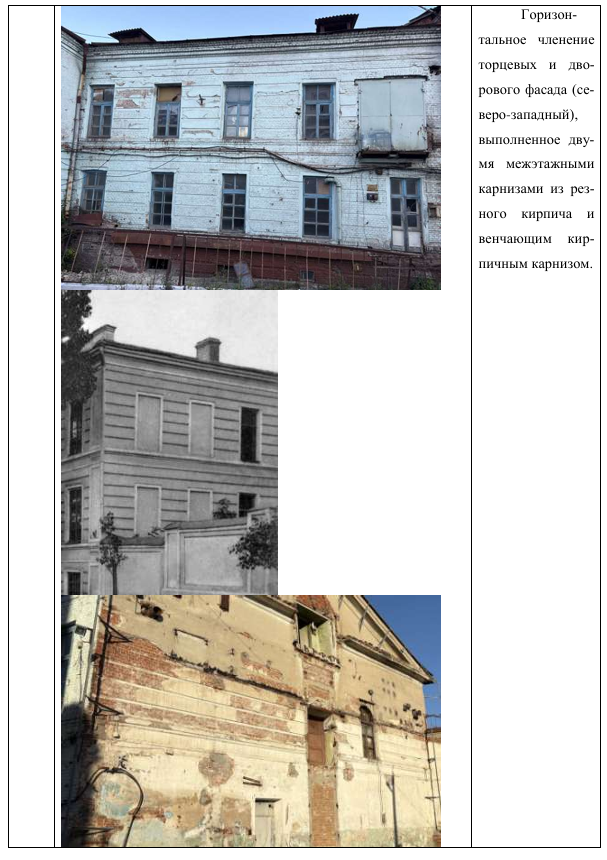 Горизон-
тальное членение
торцевых и дво-
рового фасада (се-
веро-западный),
выполненное дву-
мя межэтажными
карнизами из рез-
ного кирпича и
венчающим кир-
пичным карнизом.